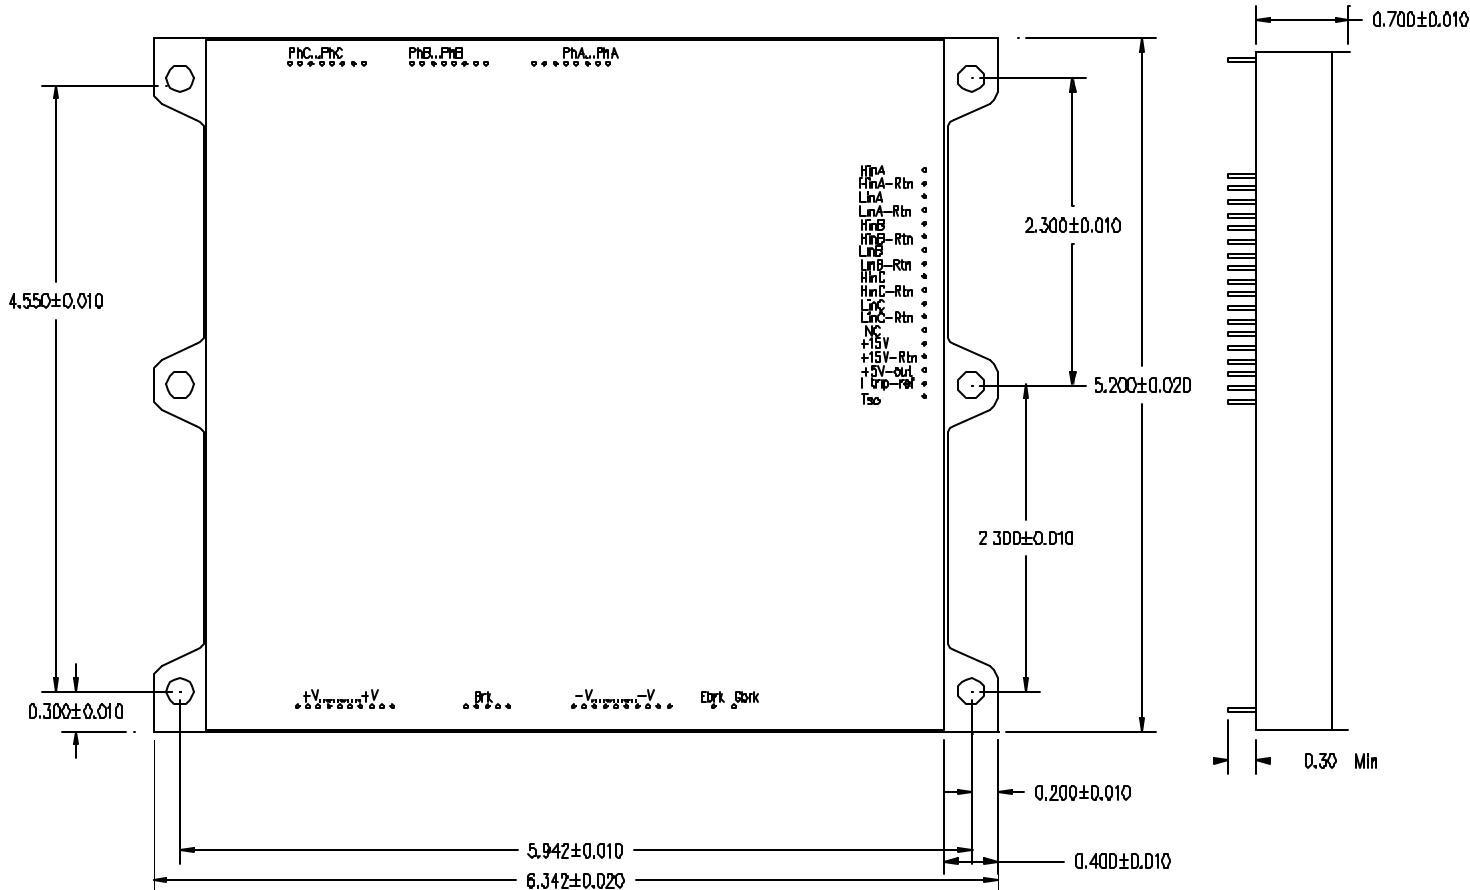 0.700±0.010
PhC..PhC PhB..PhB PhA..PhA
HinA
HinA-Rtn
LinA
LinA-Rtn
HinB
HinB-Rtn
LinB
LinB-Rtn
HinC
HinC-Rtn
LinC
LinC-Rtn
NC
+15V
+15V-Rtn
+5V-out
I trip-ref
Tso
2.300±0.010
4.550±0.010
5.200±0.020
2.300±0.010
+V............+V Brk -V............-V Ebrk Gbrk
0.300±0.010
0.30 Min
0.200±0.010
5.942±0.010
0.400±0.010
6.342±0.020